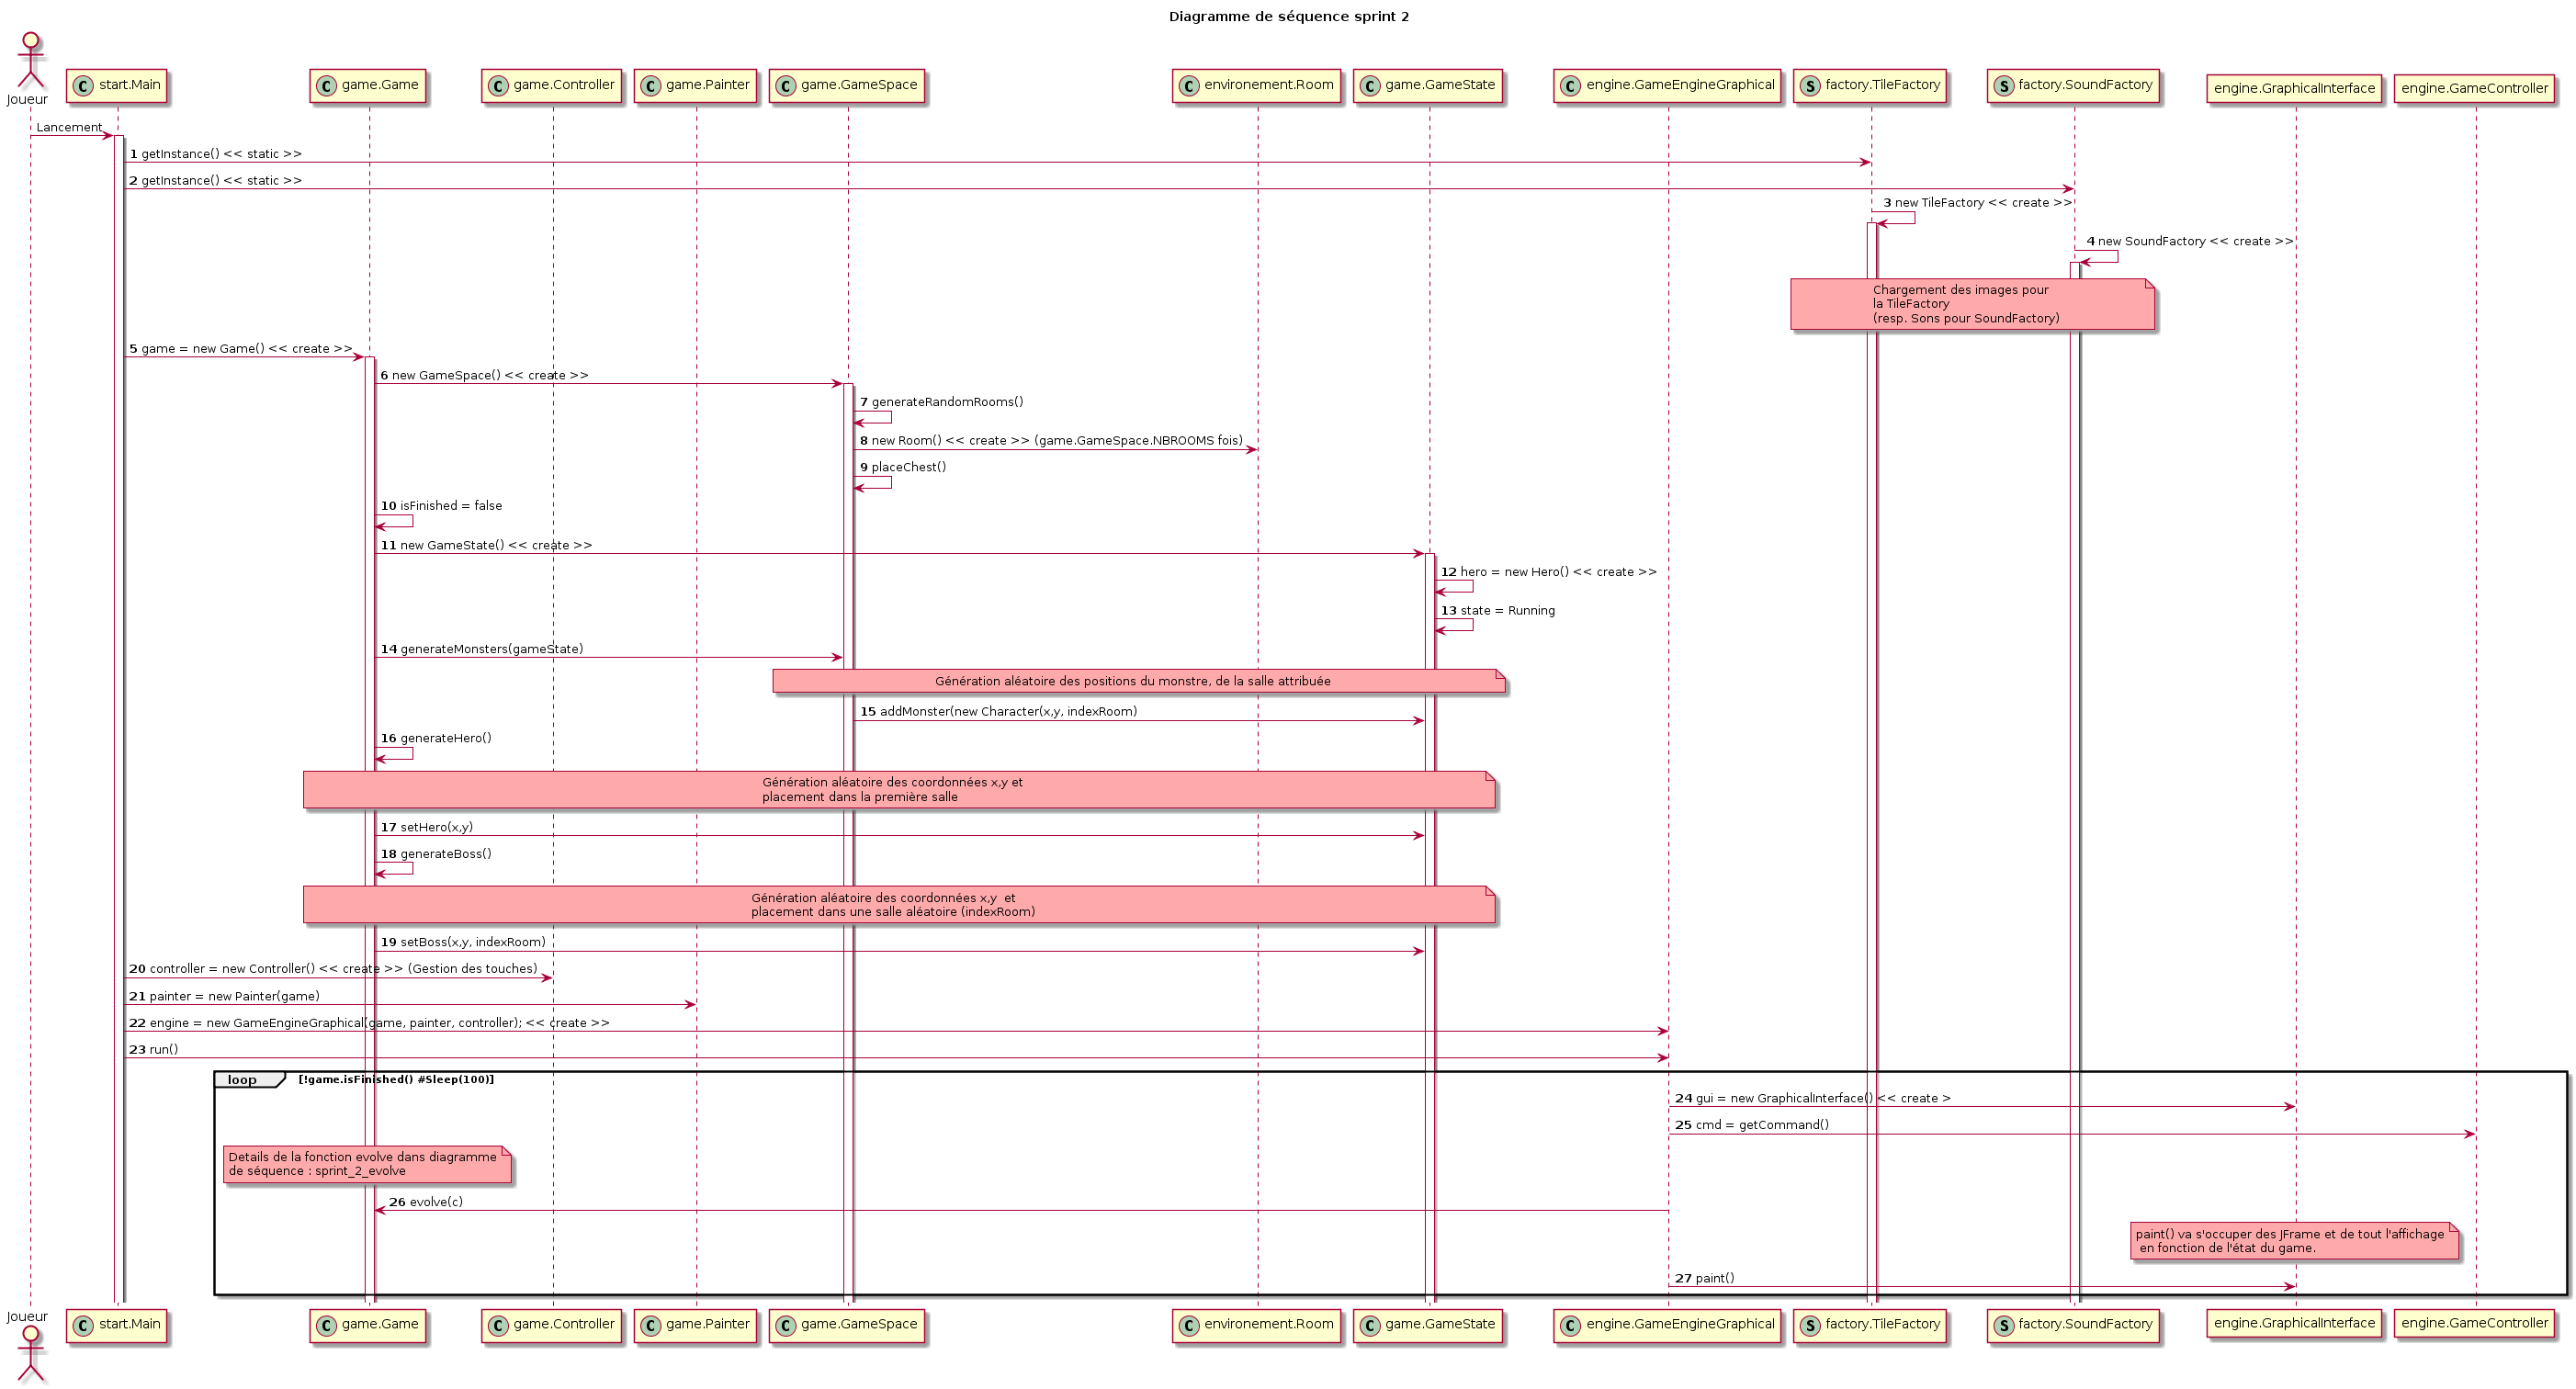 Diagramme de séquence sprint 2
Joueur
C start.Main
C game.Game
C game.Controller
C game.Painter
C game.GameSpace
C environement.Room
C game.GameState
C engine.GameEngineGraphical
S factory.TileFactory
S factory.SoundFactory
engine.GraphicalInterface
engine.GameController
Lancement
1 getInstance() << static >>
2 getInstance() << static >>
3 new TileFactory << create >>
4 new SoundFactory << create >>
Chargement des images pour
la TileFactory
(resp. Sons pour SoundFactory)
5 game = new Game() << create >>
6 new GameSpace() << create >>
7 generateRandomRooms()
8 new Room() << create >> (game.GameSpace.NBROOMS fois)
9 placeChest()
10 isFinished = false
11 new GameState() << create >>
12 hero = new Hero() << create >>
13 state = Running
14 generateMonsters(gameState)
Génération aléatoire des positions du monstre, de la salle attribuée
15 addMonster(new Character(x,y, indexRoom)
16 generateHero()
Génération aléatoire des coordonnées x,y et
placement dans la première salle
17 setHero(x,y)
18 generateBoss()
Génération aléatoire des coordonnées x,y  et
placement dans une salle aléatoire (indexRoom)
19 setBoss(x,y, indexRoom)
20 controller = new Controller() << create >> (Gestion des touches)
21 painter = new Painter(game)
22 engine = new GameEngineGraphical(game, painter, controller); << create >>
23 run()
loop [!game.isFinished() #Sleep(100)]
24 gui = new GraphicalInterface() << create >
25 cmd = getCommand()
Details de la fonction evolve dans diagramme
de séquence : sprint_2_evolve
26 evolve(c)
paint() va s'occuper des JFrame et de tout l'affichage
en fonction de l'état du game.
27 paint()
Joueur
C start.Main
C game.Game
C game.Controller
C game.Painter
C game.GameSpace
C environement.Room
C game.GameState
C engine.GameEngineGraphical
S factory.TileFactory
S factory.SoundFactory
engine.GraphicalInterface
engine.GameController